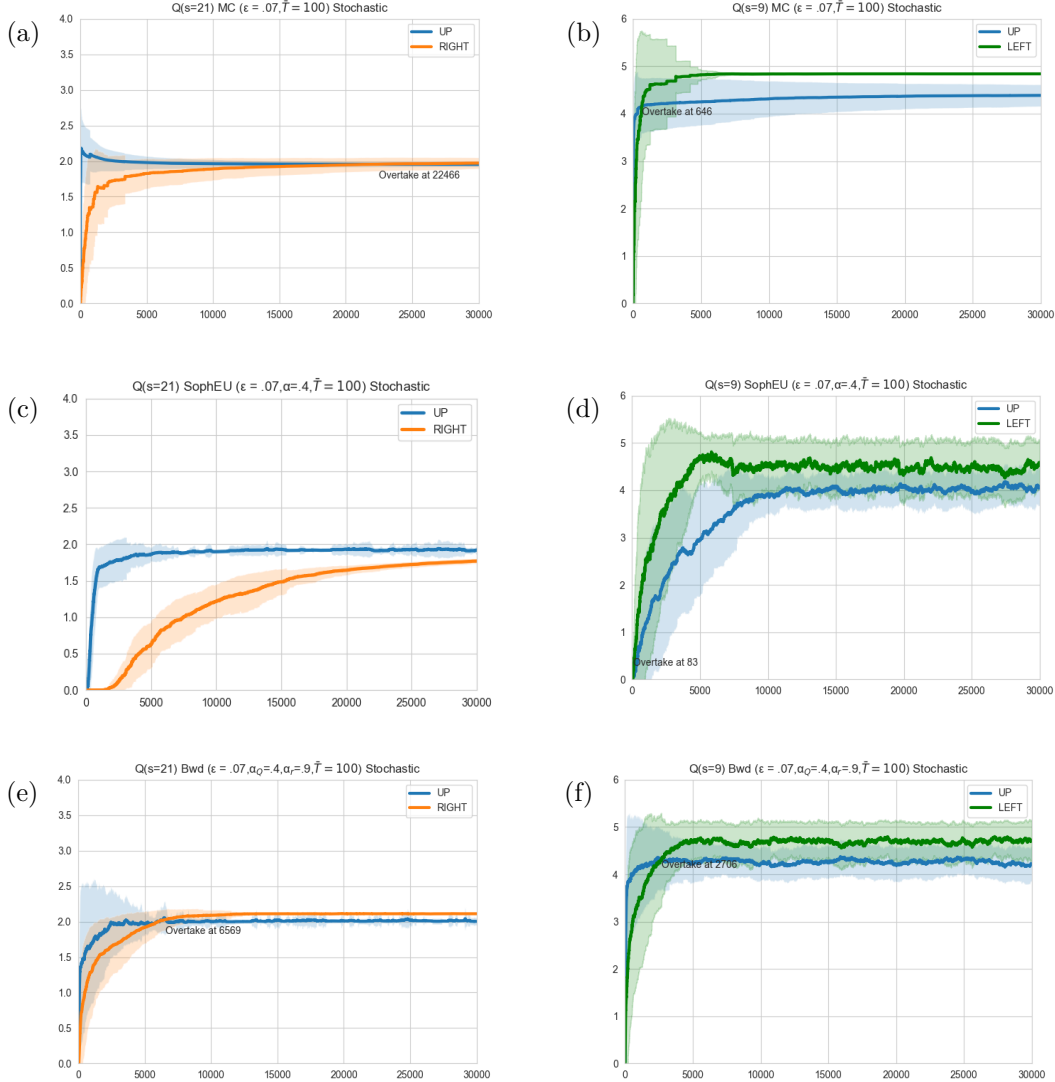 (a)
Q(s=21) MC (ε = .07,T̄ = 100) Stochastic
UP
RIGHT
4.0
3.5
3.0
2.5
2.0
1.5
1.0
0.5
0.0
Overtake at 22466
0 5000 10000 15000 20000 25000 30000
(b)
Q(s=9) MC (ε = .07,T̄ = 100) Stochastic
UP
LEFT
6
5
4
3
2
1
0
Overtake at 646
0 5000 10000 15000 20000 25000 30000
(c)
Q(s=21) SophEU (ε = .07,α=.4,T̄ = 100) Stochastic
UP
RIGHT
4.0
3.5
3.0
2.5
2.0
1.5
1.0
0.5
0.0
0 5000 10000 15000 20000 25000 30000
(d)
Q(s=9) SophEU (ε = .07,α=.4,T̄ = 100) Stochastic
UP
LEFT
6
5
4
3
2
1
0
Overtake at 83
0 5000 10000 15000 20000 25000 30000
(e)
Q(s=21) Bwd (ε = .07,α_Q=.4,α_r=.9,T̄ = 100) Stochastic
UP
RIGHT
4.0
3.5
3.0
2.5
2.0
1.5
1.0
0.5
0.0
Overtake at 6569
0 5000 10000 15000 20000 25000 30000
(f)
Q(s=9) Bwd (ε = .07,α_Q=.4,α_r=.9,T̄ = 100) Stochastic
UP
LEFT
6
5
4
3
2
1
0
Overtake at 2706
0 5000 10000 15000 20000 25000 30000